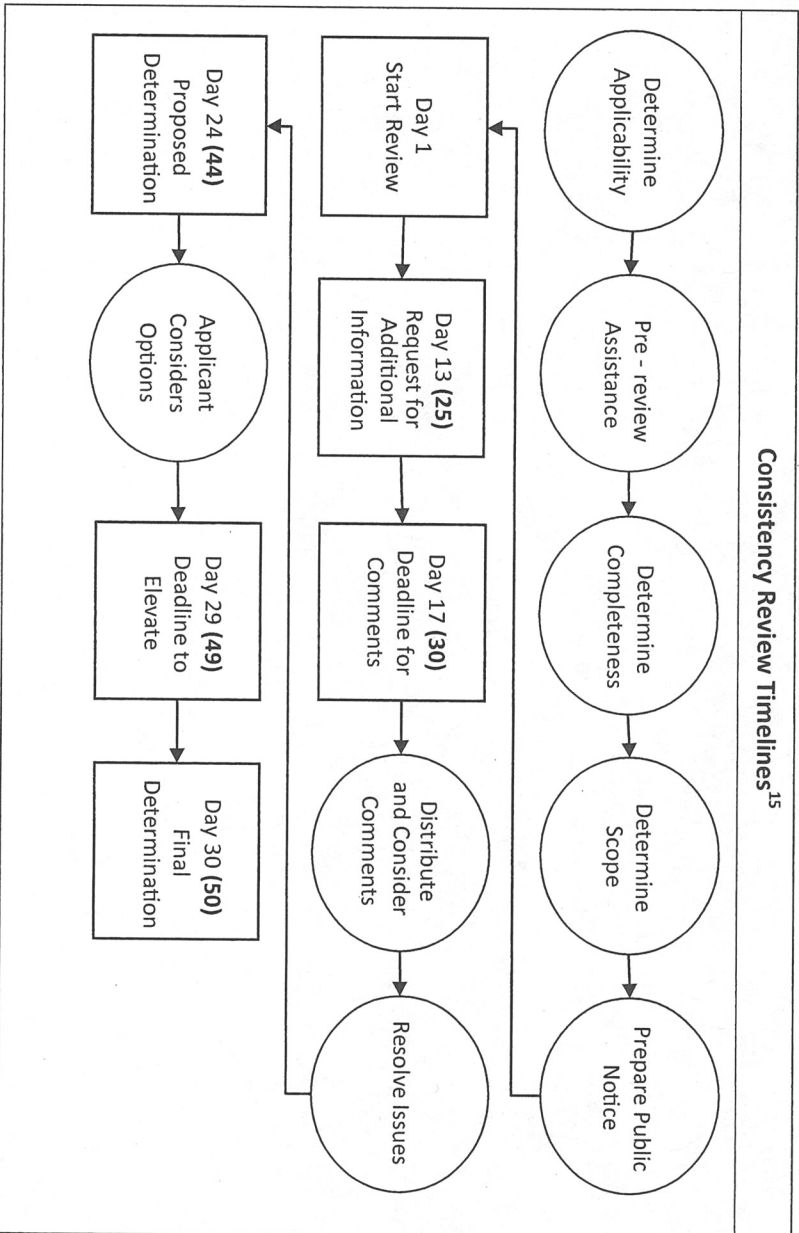 Consistency Review Timelines15
Determine
Applicability
Pre - review
Assistance
Determine
Completeness
Determine
Scope
Prepare Public
Notice
Day 1
Start Review
Day 13 (25)
Request for
Additional
Information
Day 17 (30)
Deadline for
Comments
Distribute
and Consider
Comments
Resolve Issues
Day 24 (44)
Proposed
Determination
Applicant
Considers
Options
Day 29 (49)
Deadline to
Elevate
Day 30 (50)
Final
Determination